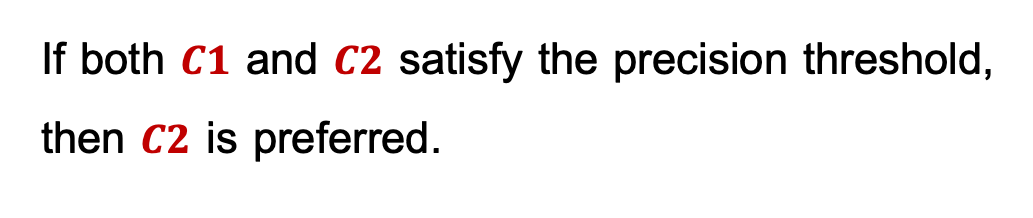 If both C1 and C2 satisfy the precision threshold,
then C2 is preferred.